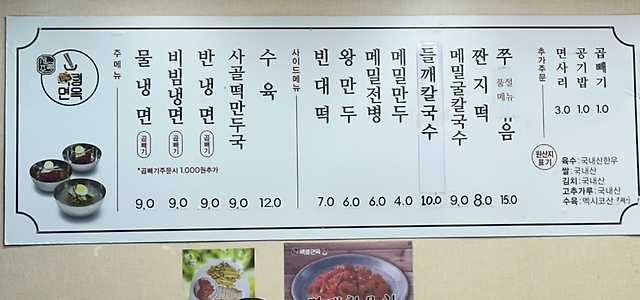 면육
주메뉴
물냉면
곱빼기
비빔냉면
곱빼기
반냉면
곱빼기
사골떡만두국
수육
*곱빼기주문시 1,000원추가
9.0 9.0 9.0 9.0 12.0
사이드메뉴
빈대떡
왕만두
메밀전병
메밀만두
들깨칼국수
메밀굴칼국수
짠지떡
품절
메뉴
7.0 6.0 6.0 4.0 10.0 9.0 8.0 15.0
추가주문
면사리
공기밥
곱빼기
3.0 1.0 1.0
원산지
표기
육수:국내산한우
쌀:국내산
김치:국내산
고추가루:국내산
수육:멕시코산